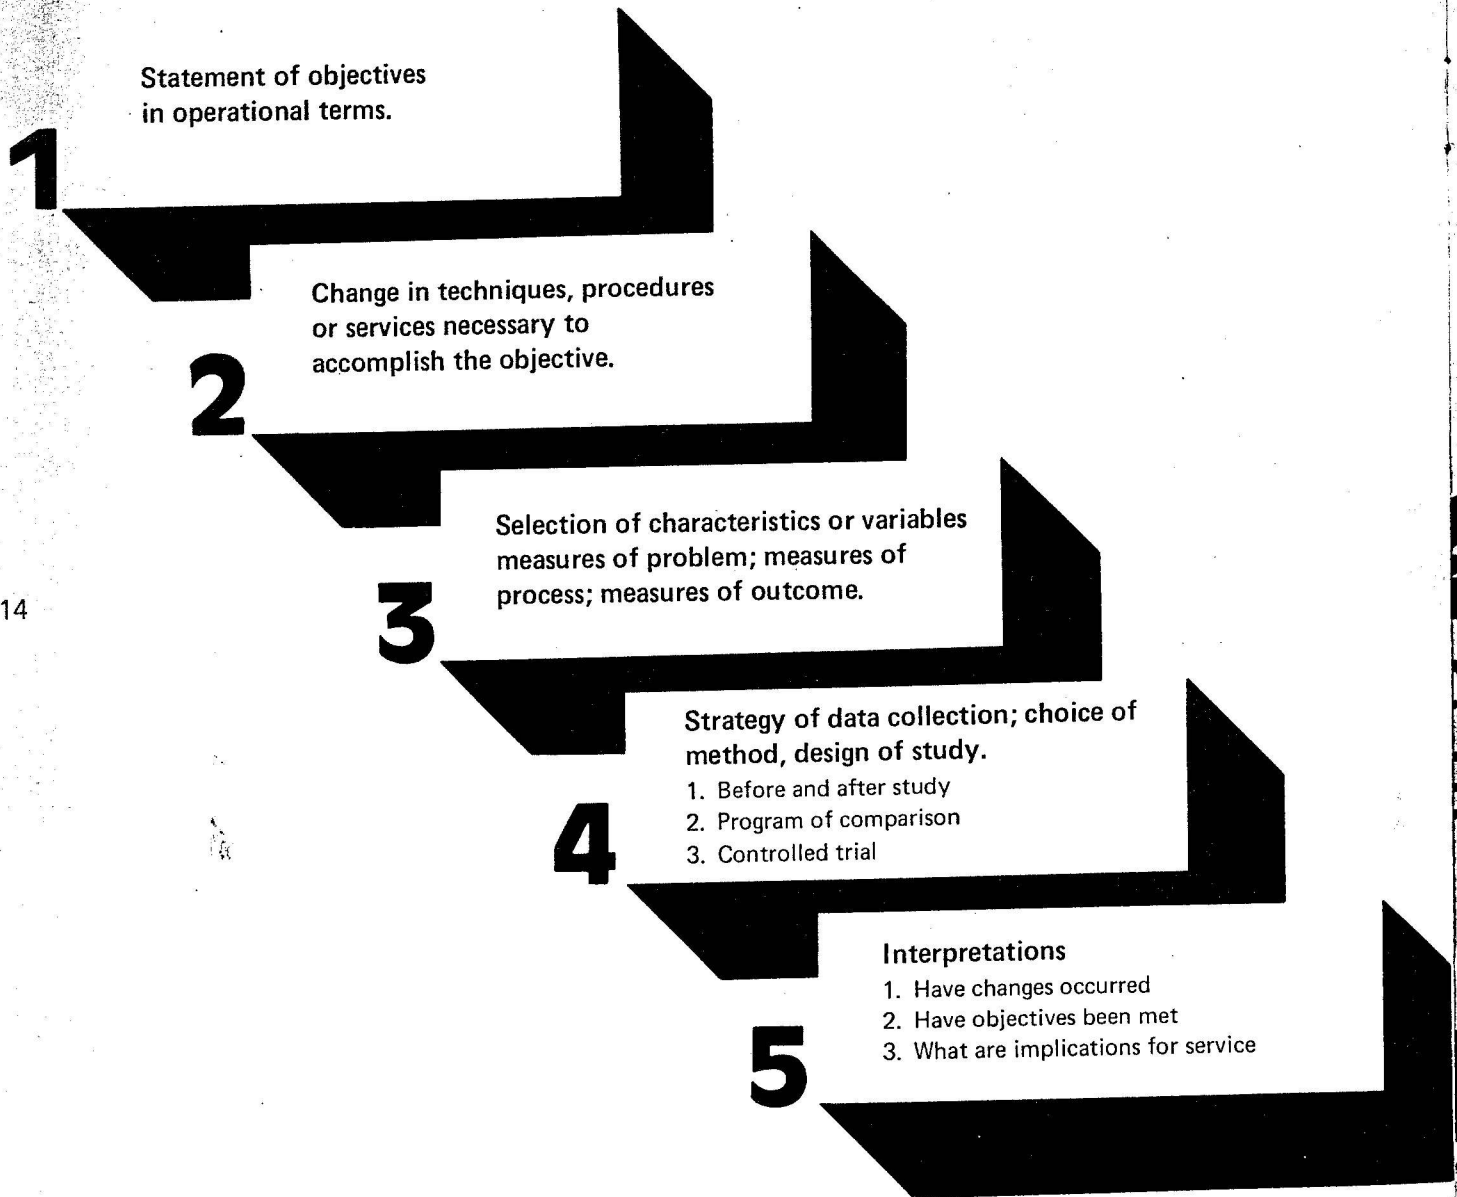 1
Statement of objectives
in operational terms.
2
Change in techniques, procedures
or services necessary to
accomplish the objective.
3
Selection of characteristics or variables
measures of problem; measures of
process; measures of outcome.
14
4
Strategy of data collection; choice of
method, design of study.
1. Before and after study
2. Program of comparison
3. Controlled trial
5
Interpretations
1. Have changes occurred
2. Have objectives been met
3. What are implications for service